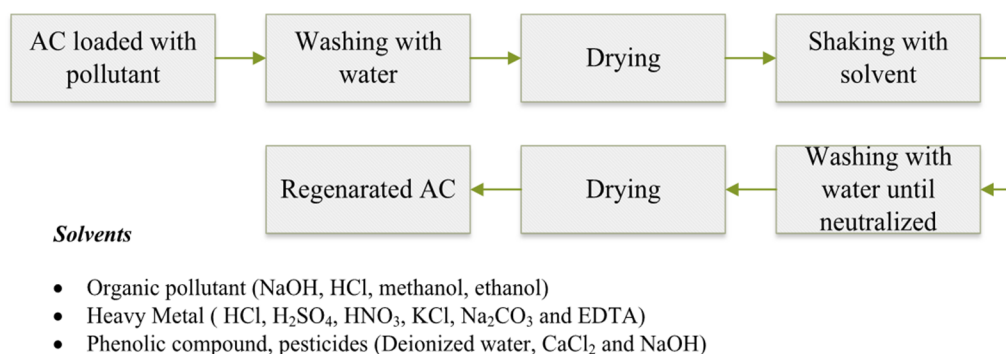 AC loaded with
pollutant
Washing with
water
Drying
Shaking with
solvent
Washing with
water until
neutralized
Drying
Regenarated AC
Solvents
• Organic pollutant (NaOH, HCl, methanol, ethanol)
• Heavy Metal ( HCl, H₂SO₄, HNO₃, KCl, Na₂CO₃ and EDTA)
• Phenolic compound, pesticides (Deionized water, CaCl₂ and NaOH)